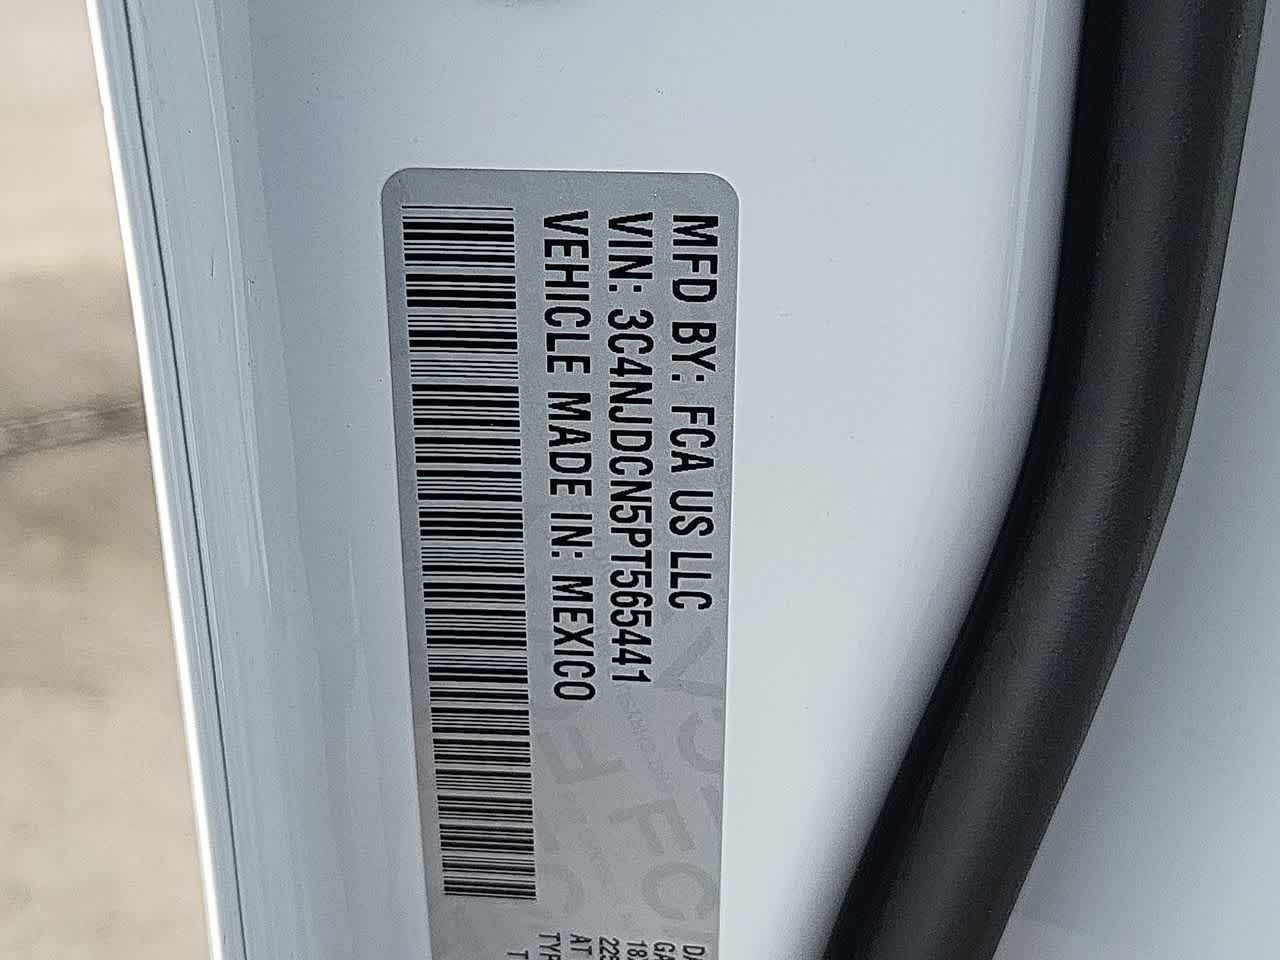 MFD BY: FCA US LLC
VIN: 3C4NJDCN5PT565441
VEHICLE MADE IN: MEXICO